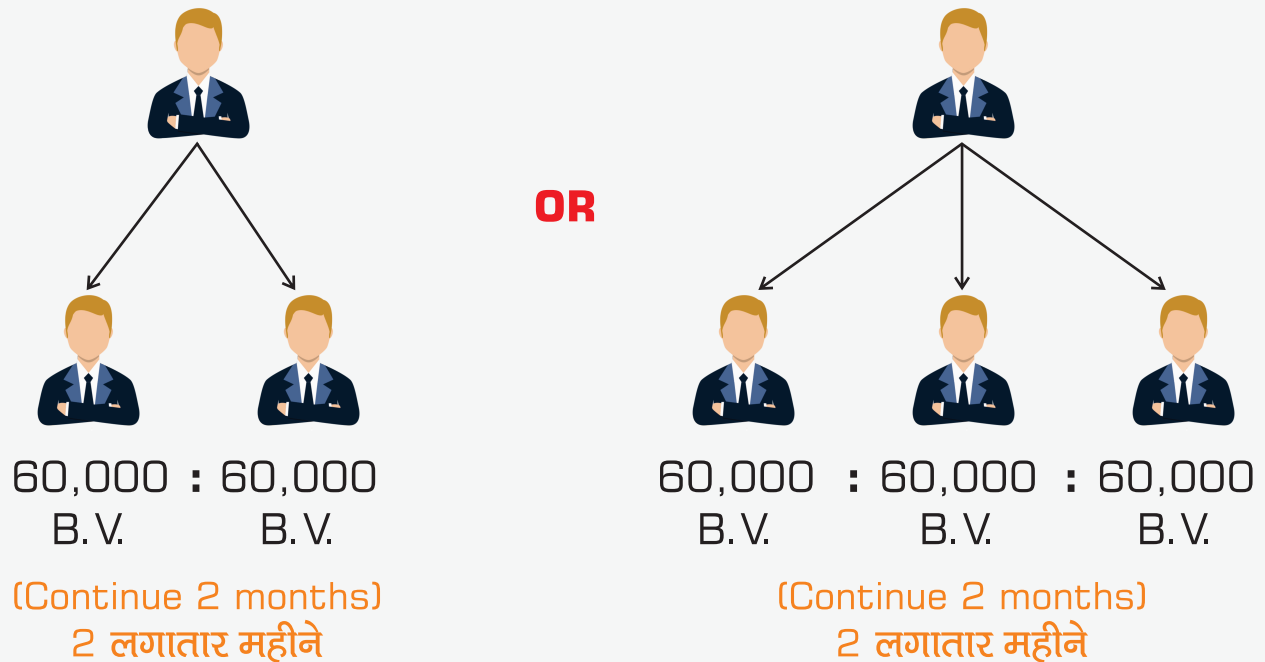 OR
60,000 : 60,000
B.V. B.V.
(Continue 2 months)
2 लगातार महीने
60,000 : 60,000 : 60,000
B.V. B.V. B.V.
(Continue 2 months)
2 लगातार महीने